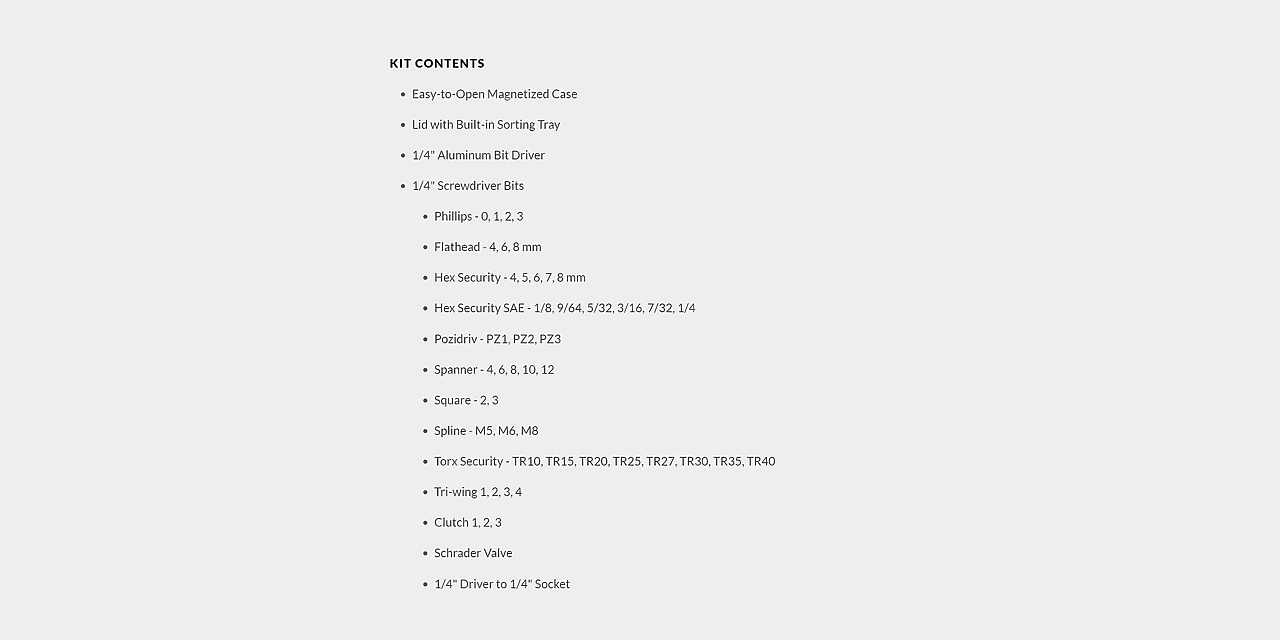 KIT CONTENTS
• Easy-to-Open Magnetized Case
• Lid with Built-in Sorting Tray
• 1/4" Aluminum Bit Driver
• 1/4" Screwdriver Bits
• Phillips - 0, 1, 2, 3
• Flathead - 4, 6, 8 mm
• Hex Security - 4, 5, 6, 7, 8 mm
• Hex Security SAE - 1/8, 9/64, 5/32, 3/16, 7/32, 1/4
• Pozidriv - PZ1, PZ2, PZ3
• Spanner - 4, 6, 8, 10, 12
• Square - 2, 3
• Spline - M5, M6, M8
• Torx Security - TR10, TR15, TR20, TR25, TR27, TR30, TR35, TR40
• Tri-wing 1, 2, 3, 4
• Clutch 1, 2, 3
• Schrader Valve
• 1/4" Driver to 1/4" Socket